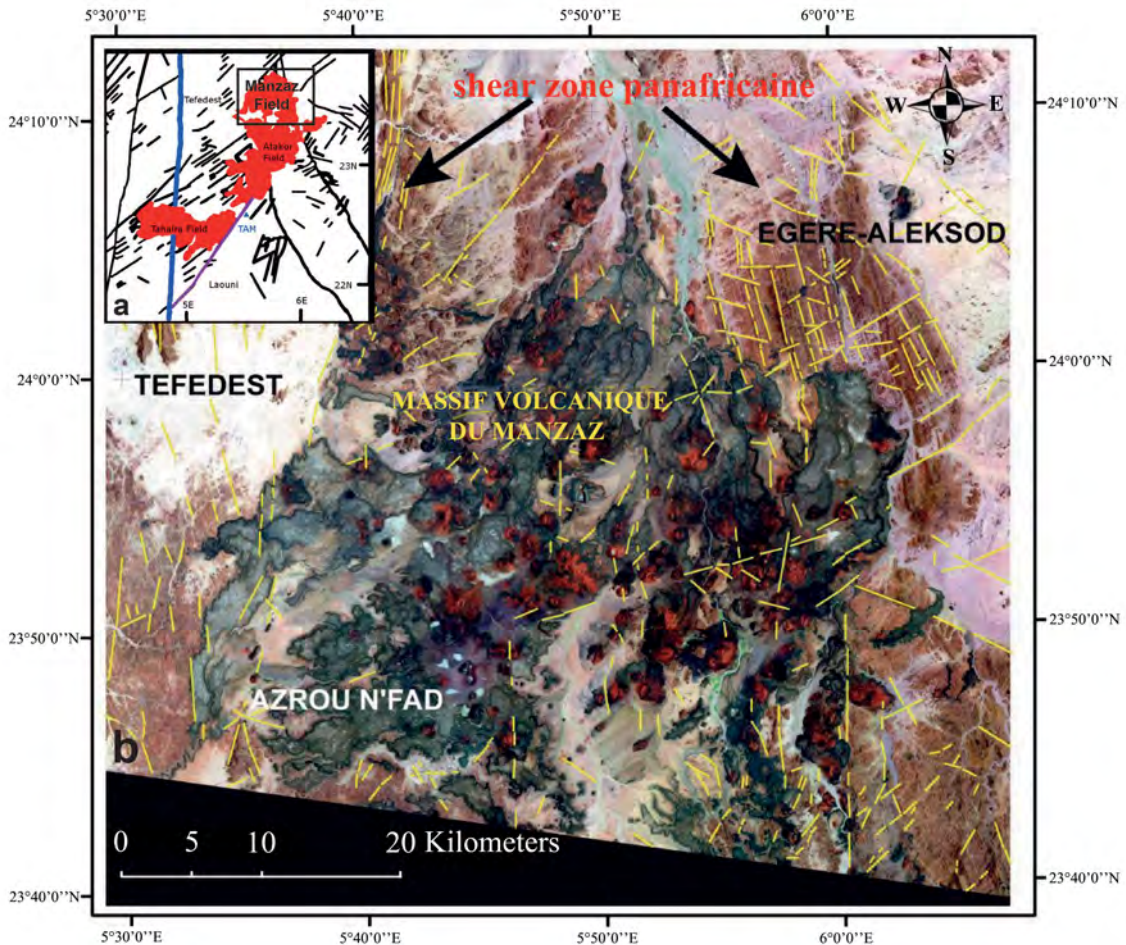 5°30'0''E
5°40'0''E
5°50'0''E
6°0'0''E
Tefedest
Manzaz
Field
Atakor
Field
23N
Tahalra Field
TAM
Laouni
22N
5E
6E
a
shear zone panafricaine
N
W
E
S
24°10'0''N
24°10'0''N
EGERE-ALEKSOD
24°0'0''N
24°0'0''N
TEFEDEST
MASSIF VOLCANIQUE
DU MANZAZ
23°50'0''N
23°50'0''N
AZROU N'FAD
b
0 5 10 20 Kilometers
23°40'0''N
23°40'0''N
5°30'0''E
5°40'0''E
5°50'0''E
6°0'0''E